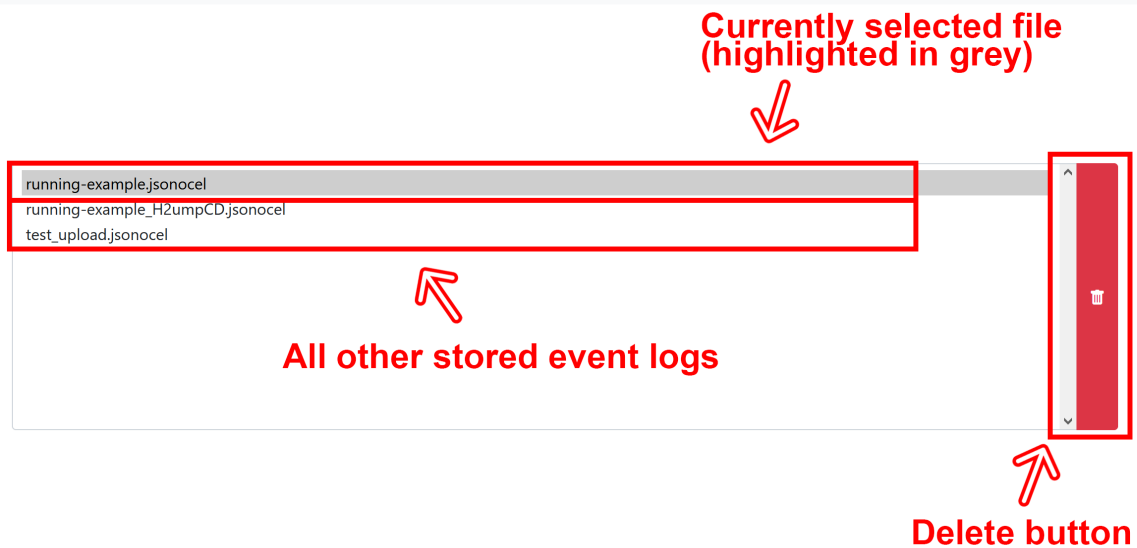 Currently selected file
(highlighted in grey)
running-example.jsonocel
running-example_H2umpCD.jsonocel
test_upload.jsonocel
All other stored event logs
Delete button